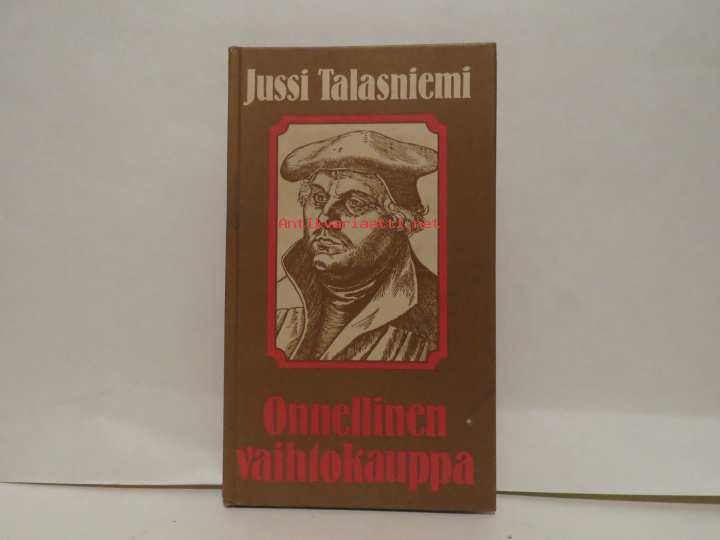 Jussi Talasniemi
Antikvariaatti.net
Onnellinen
vaihtokauppa